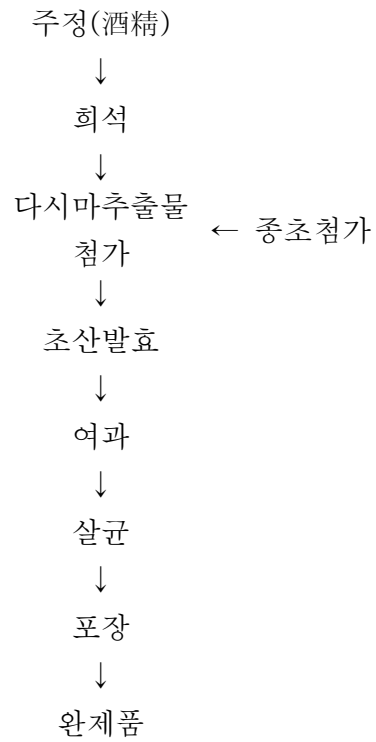 주정(酒精)
↓
희석
↓
다시마추출물
첨가
← 종초첨가
↓
초산발효
↓
여과
↓
살균
↓
포장
↓
완제품